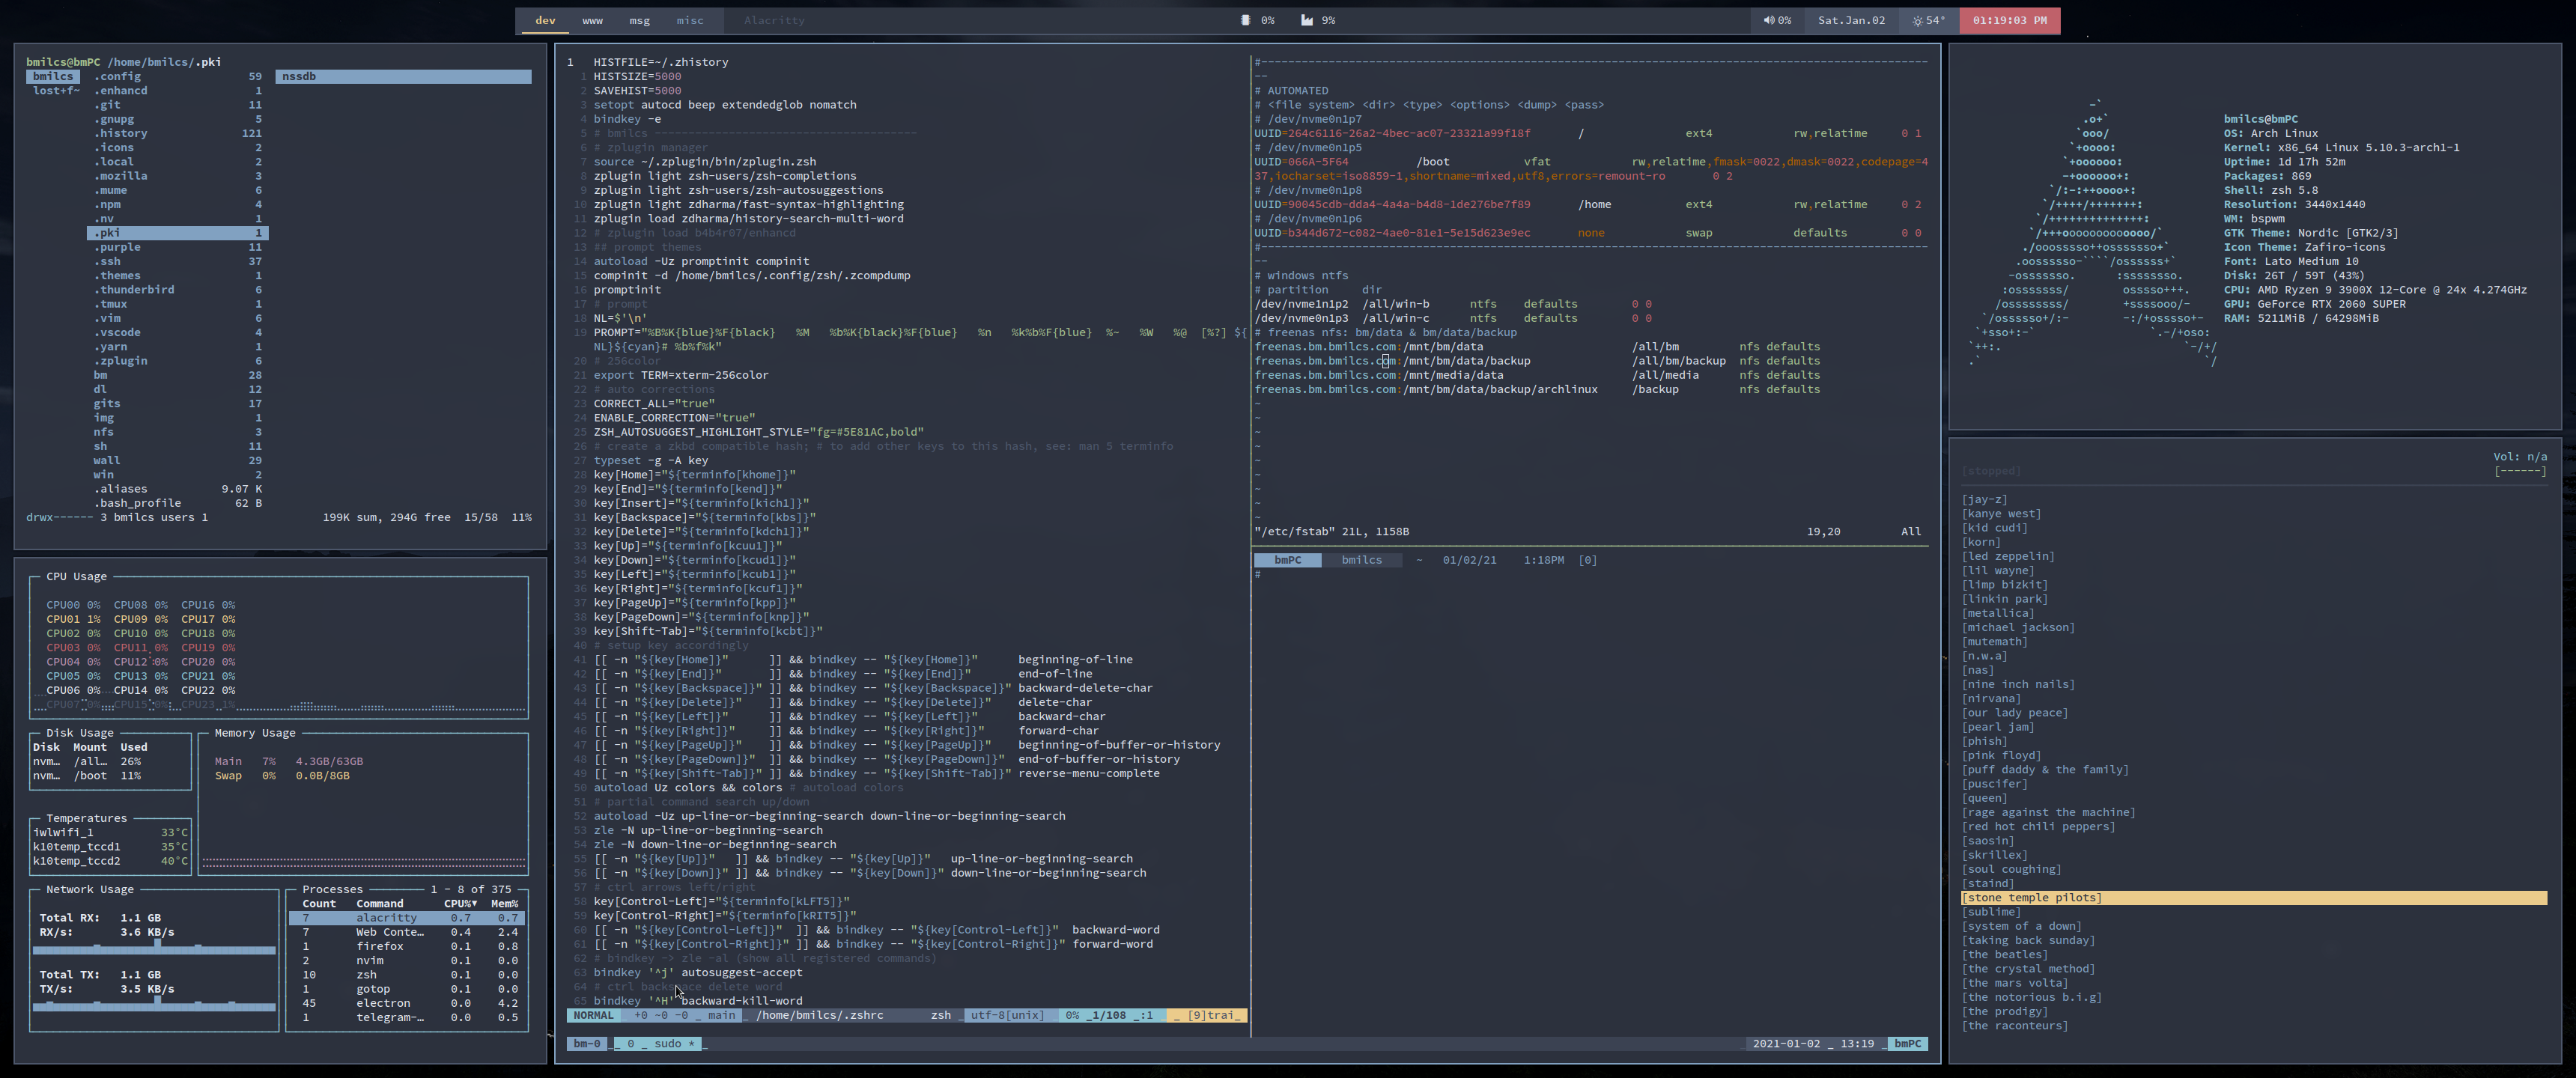 dev www msg misc Alacritty 0% 9% 0% Sat.Jan.02 54° 01:19:03 PM
bmilcs@bmPC /home/bmilcs/.pki
bmilcs .config 59 nssdb
lost+f~ .enhancd 1
.git 11
.gnupg 5
.history 121
.icons 2
.local 2
.mozilla 3
.mume 6
.npm 4
.nv 1
.pki 1
.purple 11
.ssh 37
.themes 1
.thunderbird 6
.tmux 1
.vim 6
.vscode 4
.yarn 1
.zplugin 6
bm 28
dl 12
gits 17
img 1
nfs 3
sh 11
wall 29
win 2
.aliases 9.07 K
.bash_profile 62 B
drwx------ 3 bmilcs users 1 199K sum, 294G free 15/58 11%
CPU Usage
CPU00 0% CPU08 0% CPU16 0%
CPU01 1% CPU09 0% CPU17 0%
CPU02 0% CPU10 0% CPU18 0%
CPU03 0% CPU11 0% CPU19 0%
CPU04 0% CPU12 0% CPU20 0%
CPU05 0% CPU13 0% CPU21 0%
CPU06 0% CPU14 0% CPU22 0%
CPU07 0% CPU15 0% CPU23 1%
Disk Usage
Disk Mount Used
nvm… /all… 26%
nvm… /boot 11%
Memory Usage
Main 7% 4.3GB/63GB
Swap 0% 0.0B/8GB
Temperatures
iwlwifi_1 33°C
k10temp_tccd1 35°C
k10temp_tccd2 40°C
Network Usage
Total RX: 1.1 GB
RX/s: 3.6 KB/s
Total TX: 1.1 GB
TX/s: 3.5 KB/s
Processes 1 - 8 of 375
Count Command CPU%▼ Mem%
7 alacritty 0.7 0.7
7 Web Conte… 0.4 2.4
1 firefox 0.1 0.8
2 nvim 0.1 0.0
10 zsh 0.1 0.0
1 gotop 0.1 0.0
45 electron 0.0 4.2
1 telegram-… 0.0 0.5
1 HISTFILE=~/.zhistory
1 HISTSIZE=5000
2 SAVEHIST=5000
3 setopt autocd beep extendedglob nomatch
4 bindkey -e
5 # bmilcs ---------------------------------------
6 # zplugin manager
7 source ~/.zplugin/bin/zplugin.zsh
8 zplugin light zsh-users/zsh-completions
9 zplugin light zsh-users/zsh-autosuggestions
10 zplugin light zdharma/fast-syntax-highlighting
11 zplugin load zdharma/history-search-multi-word
12 # zplugin load b4b4r07/enhancd
13 ## prompt themes
14 autoload -Uz promptinit compinit
15 compinit -d /home/bmilcs/.config/zsh/.zcompdump
16 promptinit
17 # prompt
18 NL=$'\n'
19 PROMPT="%B%K{blue}%F{black} %M %b%K{black}%F{blue} %n %k%b%F{blue} %~ %W %@ [%?] ${
NL}${cyan}# %b%f%k"
20 # 256color
21 export TERM=xterm-256color
22 # auto corrections
23 CORRECT_ALL="true"
24 ENABLE_CORRECTION="true"
25 ZSH_AUTOSUGGEST_HIGHLIGHT_STYLE="fg=#5E81AC,bold"
26 # create a zkbd compatible hash; # to add other keys to this hash, see: man 5 terminfo
27 typeset -g -A key
28 key[Home]="${terminfo[khome]}"
29 key[End]="${terminfo[kend]}"
30 key[Insert]="${terminfo[kich1]}"
31 key[Backspace]="${terminfo[kbs]}"
32 key[Delete]="${terminfo[kdch1]}"
33 key[Up]="${terminfo[kcuu1]}"
34 key[Down]="${terminfo[kcud1]}"
35 key[Left]="${terminfo[kcub1]}"
36 key[Right]="${terminfo[kcuf1]}"
37 key[PageUp]="${terminfo[kpp]}"
38 key[PageDown]="${terminfo[knp]}"
39 key[Shift-Tab]="${terminfo[kcbt]}"
40 # setup key accordingly
41 [[ -n "${key[Home]}" ]] && bindkey -- "${key[Home]}" beginning-of-line
42 [[ -n "${key[End]}" ]] && bindkey -- "${key[End]}" end-of-line
43 [[ -n "${key[Backspace]}" ]] && bindkey -- "${key[Backspace]}" backward-delete-char
44 [[ -n "${key[Delete]}" ]] && bindkey -- "${key[Delete]}" delete-char
45 [[ -n "${key[Left]}" ]] && bindkey -- "${key[Left]}" backward-char
46 [[ -n "${key[Right]}" ]] && bindkey -- "${key[Right]}" forward-char
47 [[ -n "${key[PageUp]}" ]] && bindkey -- "${key[PageUp]}" beginning-of-buffer-or-history
48 [[ -n "${key[PageDown]}" ]] && bindkey -- "${key[PageDown]}" end-of-buffer-or-history
49 [[ -n "${key[Shift-Tab]}" ]] && bindkey -- "${key[Shift-Tab]}" reverse-menu-complete
50 autoload Uz colors && colors # autoload colors
51 # partial command search up/down
52 autoload -Uz up-line-or-beginning-search down-line-or-beginning-search
53 zle -N up-line-or-beginning-search
54 zle -N down-line-or-beginning-search
55 [[ -n "${key[Up]}" ]] && bindkey -- "${key[Up]}" up-line-or-beginning-search
56 [[ -n "${key[Down]}" ]] && bindkey -- "${key[Down]}" down-line-or-beginning-search
57 # ctrl arrows left/right
58 key[Control-Left]="${terminfo[kLFT5]}"
59 key[Control-Right]="${terminfo[kRIT5]}"
60 [[ -n "${key[Control-Left]}" ]] && bindkey -- "${key[Control-Left]}" backward-word
61 [[ -n "${key[Control-Right]}" ]] && bindkey -- "${key[Control-Right]}" forward-word
62 # bindkey -> zle -al (show all registered commands)
63 bindkey '^j' autosuggest-accept
64 # ctrl backspace delete word
65 bindkey '^H' backward-kill-word
NORMAL +0 ~0 -0 _ main /home/bmilcs/.zshrc zsh utf-8[unix] 0% _1/108 _:1 _ [9]trai_
bm-0 _ 0 _ sudo * _ 2021-01-02 _ 13:19 _ bmPC
#---------------------------------------------------------------------------------------------------
--
# AUTOMATED
# <file system> <dir> <type> <options> <dump> <pass>
# /dev/nvme0n1p7
UUID=264c6116-26a2-4bec-ac07-23321a99f18f / ext4 rw,relatime 0 1
# /dev/nvme0n1p5
UUID=066A-5F64 /boot vfat rw,relatime,fmask=0022,dmask=0022,codepage=4
37,iocharset=iso8859-1,shortname=mixed,utf8,errors=remount-ro 0 2
# /dev/nvme0n1p8
UUID=90045cdb-dda4-4a4a-b4d8-1de276be7f89 /home ext4 rw,relatime 0 2
# /dev/nvme0n1p6
UUID=b344d672-c082-4ae0-81e1-5e15d623e9ec none swap defaults 0 0
#---------------------------------------------------------------------------------------------------
--
# windows ntfs
# partition dir
/dev/nvme1n1p2 /all/win-b ntfs defaults 0 0
/dev/nvme0n1p3 /all/win-c ntfs defaults 0 0
# freenas nfs: bm/data & bm/data/backup
freenas.bm.bmilcs.com:/mnt/bm/data /all/bm nfs defaults
freenas.bm.bmilcs.com:/mnt/bm/data/backup /all/bm/backup nfs defaults
freenas.bm.bmilcs.com:/mnt/media/data /all/media nfs defaults
freenas.bm.bmilcs.com:/mnt/bm/data/backup/archlinux /backup nfs defaults
~
~
~
~
~
~
~
~
~
"/etc/fstab" 21L, 1158B 19,20 All
bmPC bmilcs ~ 01/02/21 1:18PM [0]
#
bmilcs@bmPC
OS: Arch Linux
Kernel: x86_64 Linux 5.10.3-arch1-1
Uptime: 1d 17h 52m
Packages: 869
Shell: zsh 5.8
Resolution: 3440x1440
WM: bspwm
GTK Theme: Nordic [GTK2/3]
Icon Theme: Zafiro-icons
Font: Lato Medium 10
Disk: 26T / 59T (43%)
CPU: AMD Ryzen 9 3900X 12-Core @ 24x 4.274GHz
GPU: GeForce RTX 2060 SUPER
RAM: 5211MiB / 64298MiB
Vol: n/a
[stopped] [------]
[jay-z]
[kanye west]
[kid cudi]
[korn]
[led zeppelin]
[lil wayne]
[limp bizkit]
[linkin park]
[metallica]
[michael jackson]
[mutemath]
[n.w.a]
[nas]
[nine inch nails]
[nirvana]
[our lady peace]
[pearl jam]
[phish]
[pink floyd]
[puff daddy & the family]
[puscifer]
[queen]
[rage against the machine]
[red hot chili peppers]
[saosin]
[skrillex]
[soul coughing]
[staind]
[stone temple pilots]
[sublime]
[system of a down]
[taking back sunday]
[the beatles]
[the crystal method]
[the mars volta]
[the notorious b.i.g]
[the prodigy]
[the raconteurs]